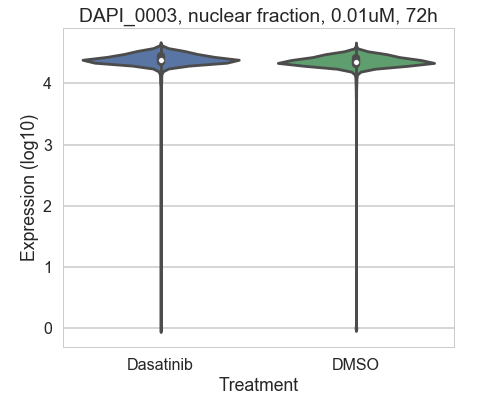 DAPI_0003, nuclear fraction, 0.01uM, 72h
Expression (log10)
4
3
2
1
0
Dasatinib DMSO
Treatment